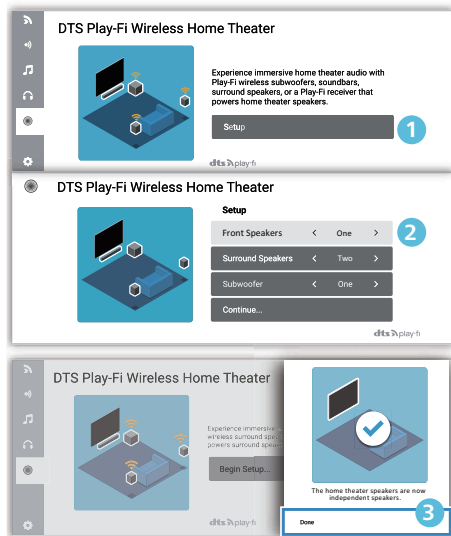 DTS Play-Fi Wireless Home Theater
Experience immersive home theater audio with
Play-Fi wireless subwoofers, soundbars,
surround speakers, or a Play-Fi receiver that
powers home theater speakers.
Setup
1
dts play-fi
DTS Play-Fi Wireless Home Theater
Setup
Front Speakers < One >
2
Surround Speakers < Two >
Subwoofer < One >
Continue...
dts play-fi
DTS Play-Fi Wireless Home Theater
Experience immersive
wireless surround
powers surround
Begin Setup...
dts play-fi
The home theater speakers are now
independent speakers.
3
Done